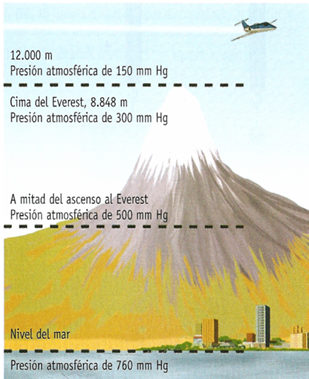 12.000 m
Presión atmosférica de 150 mm Hg
Cima del Everest, 8.848 m
Presión atmosférica de 300 mm Hg
A mitad del ascenso al Everest
Presión atmosférica de 500 mm Hg
Nivel del mar
Presión atmosférica de 760 mm Hg